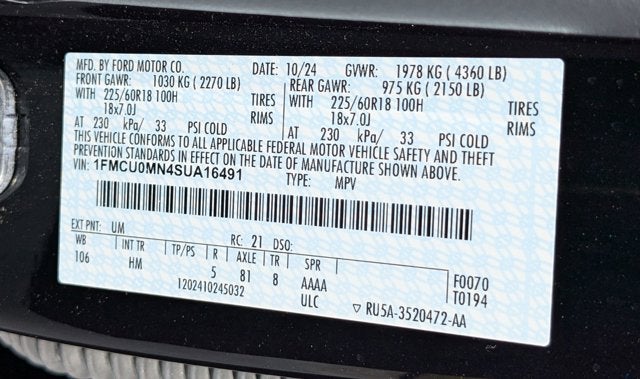 MFD. BY FORD MOTOR CO. DATE: 10/24 GVWR: 1978 KG ( 4360 LB)
FRONT GAWR: 1030 KG ( 2270 LB) REAR GAWR: 975 KG ( 2150 LB)
WITH 225/60R18 100H TIRES WITH 225/60R18 100H TIRES
18x7.0J RIMS 18x7.0J RIMS
AT 230 kPa/ 33 PSI COLD AT 230 kPa/ 33 PSI COLD
THIS VEHICLE CONFORMS TO ALL APPLICABLE FEDERAL MOTOR VEHICLE SAFETY AND THEFT
PREVENTION STANDARDS IN EFFECT ON THE DATE OF MANUFACTURE SHOWN ABOVE.
VIN: 1FMCU0MN4SUA16491 TYPE: MPV
EXT PNT: UM RC: 21 DSO:
WB INT TR TP/PS R AXLE TR SPR
106 HM 5 81 8 AAAA F0070
1202410245032 ULC T0194
▽ RU5A-3520472-AA